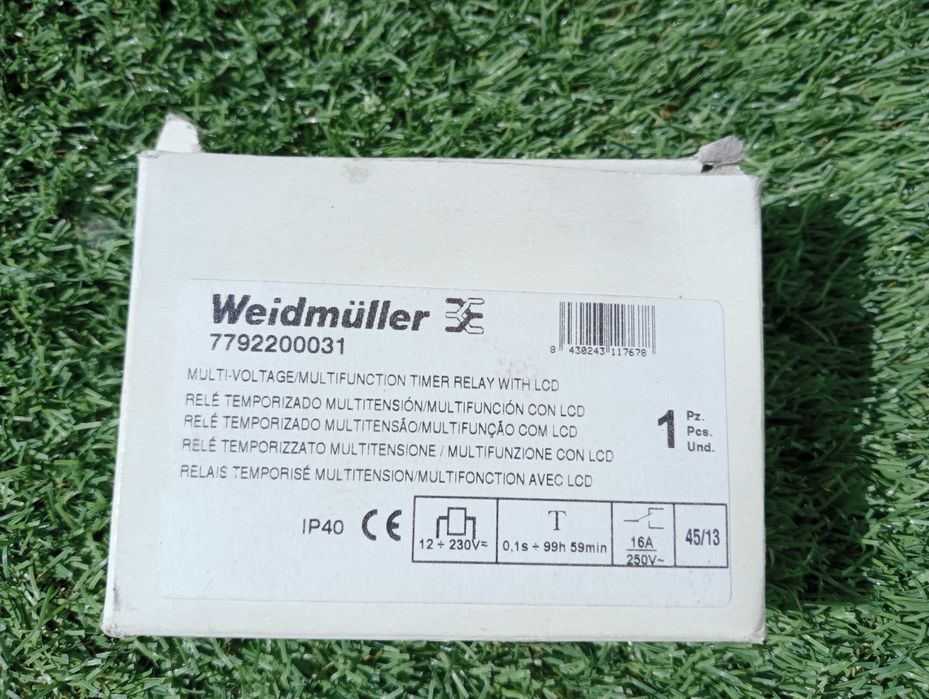 Weidmüller
7792200031
8 430243 117678
MULTI-VOLTAGE/MULTIFUNCTION TIMER RELAY WITH LCD
RELÉ TEMPORIZADO MULTITENSIÓN/MULTIFUNCIÓN CON LCD
RELÉ TEMPORIZADO MULTITENSÃO/MULTIFUNÇÃO COM LCD
RELÉ TEMPORIZZATO MULTITENSIONE / MULTIFUNZIONE CON LCD
RELAIS TEMPORISÉ MULTITENSION/MULTIFONCTION AVEC LCD
1
Pz.
Pcs.
Und.
IP40 CE
12 ÷ 230V≂
T
0,1s ÷ 99h 59min
16A
250V~
45/13